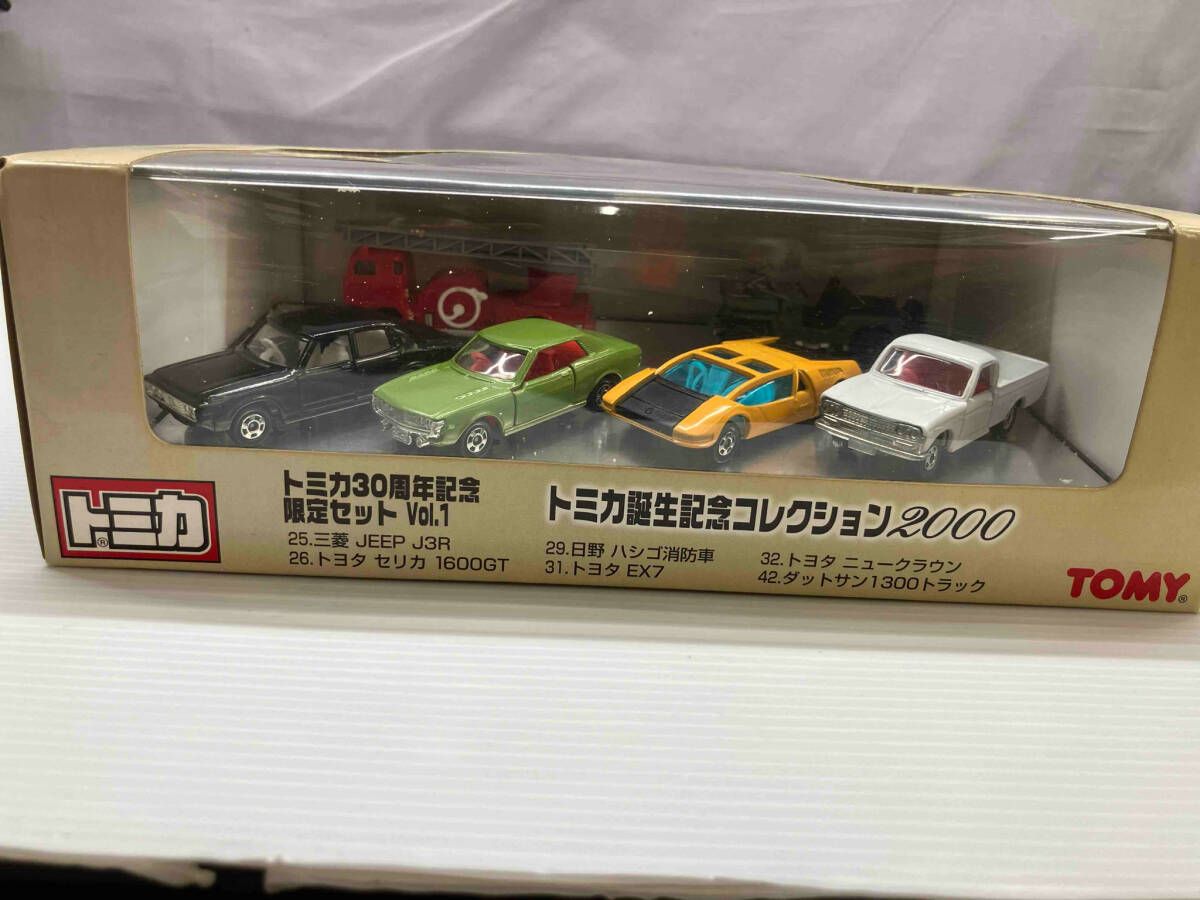 トミカ®
トミカ30周年記念
限定セット Vol.1
トミカ誕生記念コレクション2000
25.三菱 JEEP J3R
26.トヨタ セリカ 1600GT
29.日野 ハシゴ消防車
31.トヨタ EX7
32.トヨタ ニュークラウン
42.ダットサン1300トラック
TOMY®